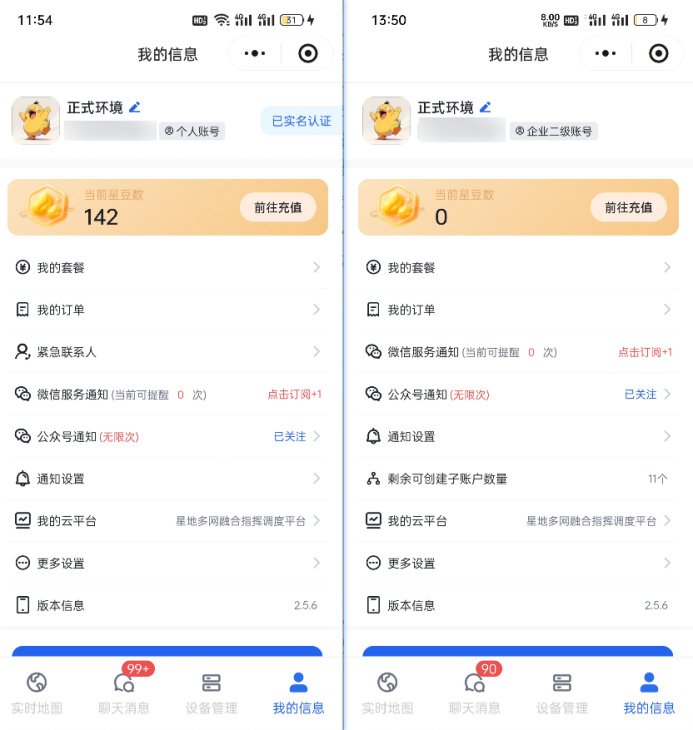 11:54
HD
4G
4G
31
我的信息
正式环境
个人账号
已实名认证
当前星豆数
142
前往充值
我的套餐
我的订单
紧急联系人
微信服务通知(当前可提醒 0 次)
点击订阅+1
公众号通知(无限次)
已关注
通知设置
我的云平台
星地多网融合指挥调度平台
更多设置
版本信息
2.5.6
99+
实时地图
聊天消息
设备管理
我的信息
13:50
8.00
KB/S
HD
4G
4G
8
我的信息
正式环境
企业二级账号
当前星豆数
0
前往充值
我的套餐
我的订单
微信服务通知(当前可提醒 0 次)
点击订阅+1
公众号通知(无限次)
已关注
通知设置
剩余可创建子账户数量
11个
我的云平台
星地多网融合指挥调度平台
更多设置
版本信息
2.5.6
90
实时地图
聊天消息
设备管理
我的信息